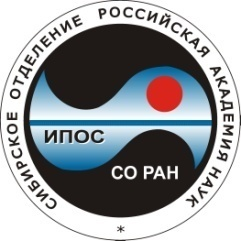 СИБИРСКОЕ ОТДЕЛЕНИЕ РОССИЙСКАЯ АКАДЕМИЯ НАУК
ИПОС
СО РАН
*